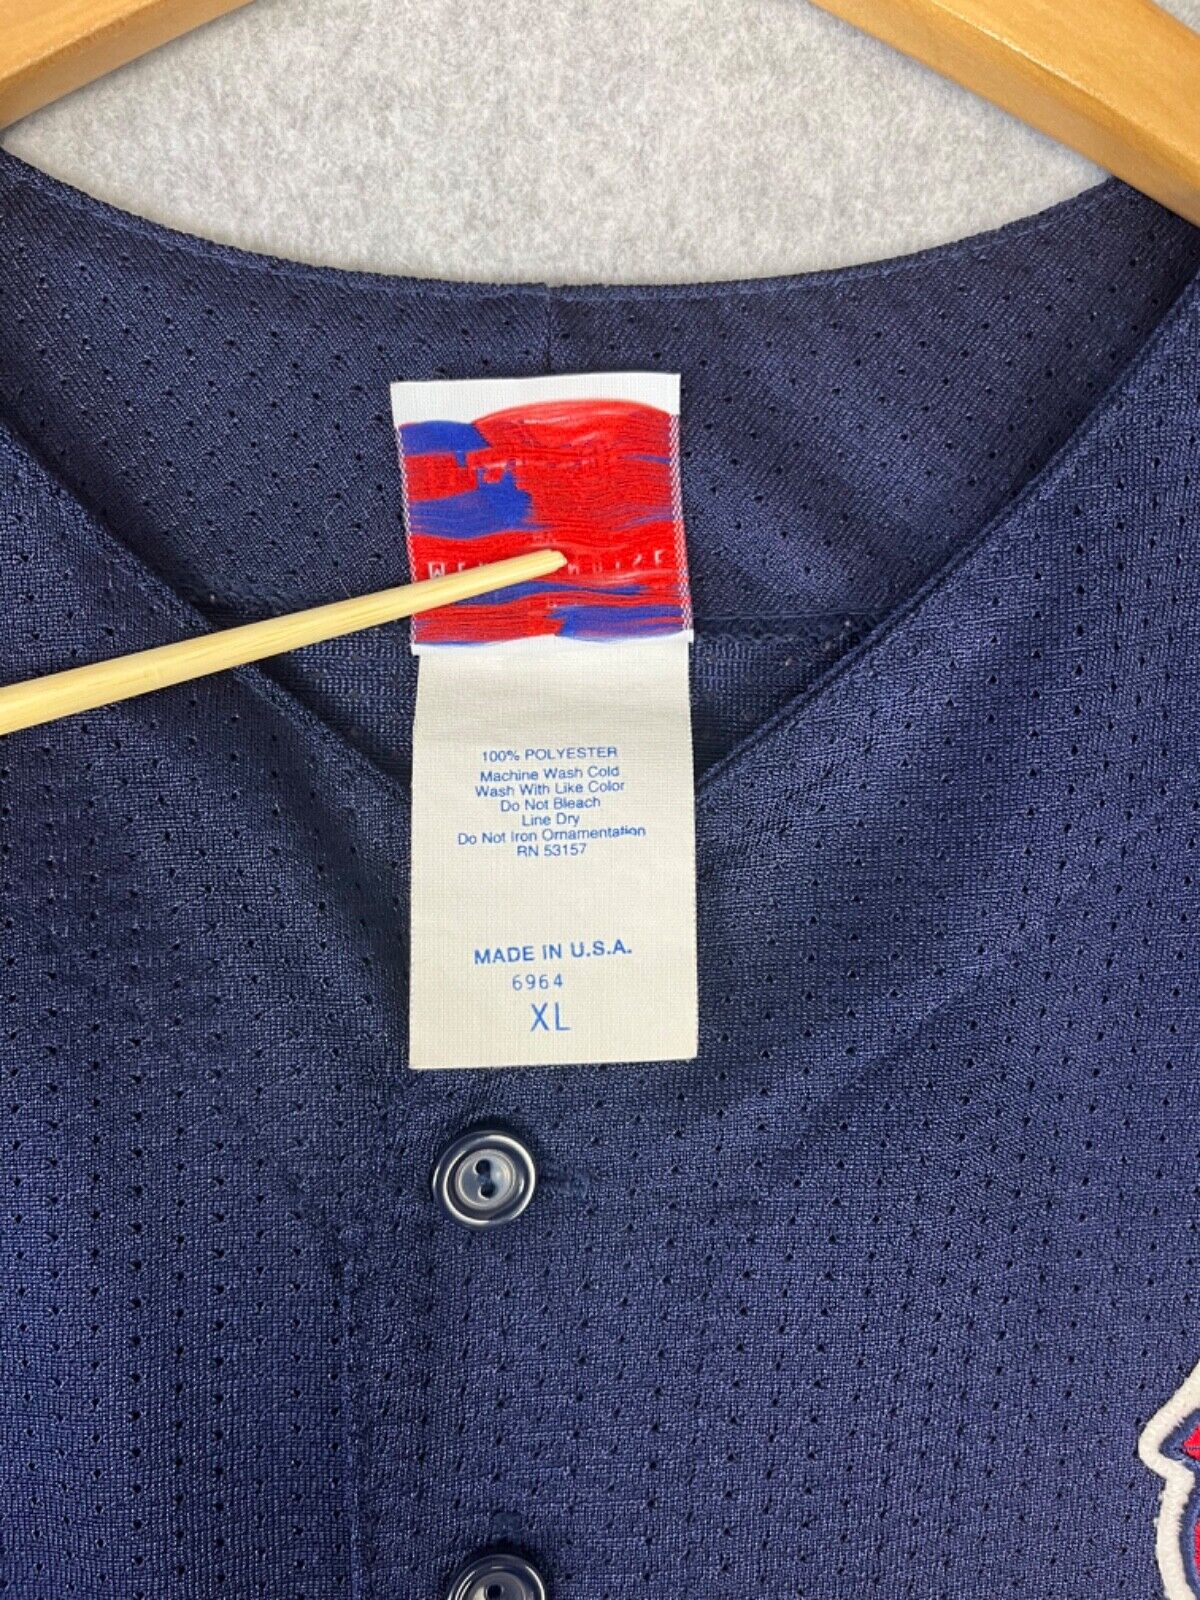 100% POLYESTER
Machine Wash Cold
Wash With Like Color
Do Not Bleach
Line Dry
Do Not Iron Ornamentation
RN 53157
MADE IN U.S.A.
6964
XL